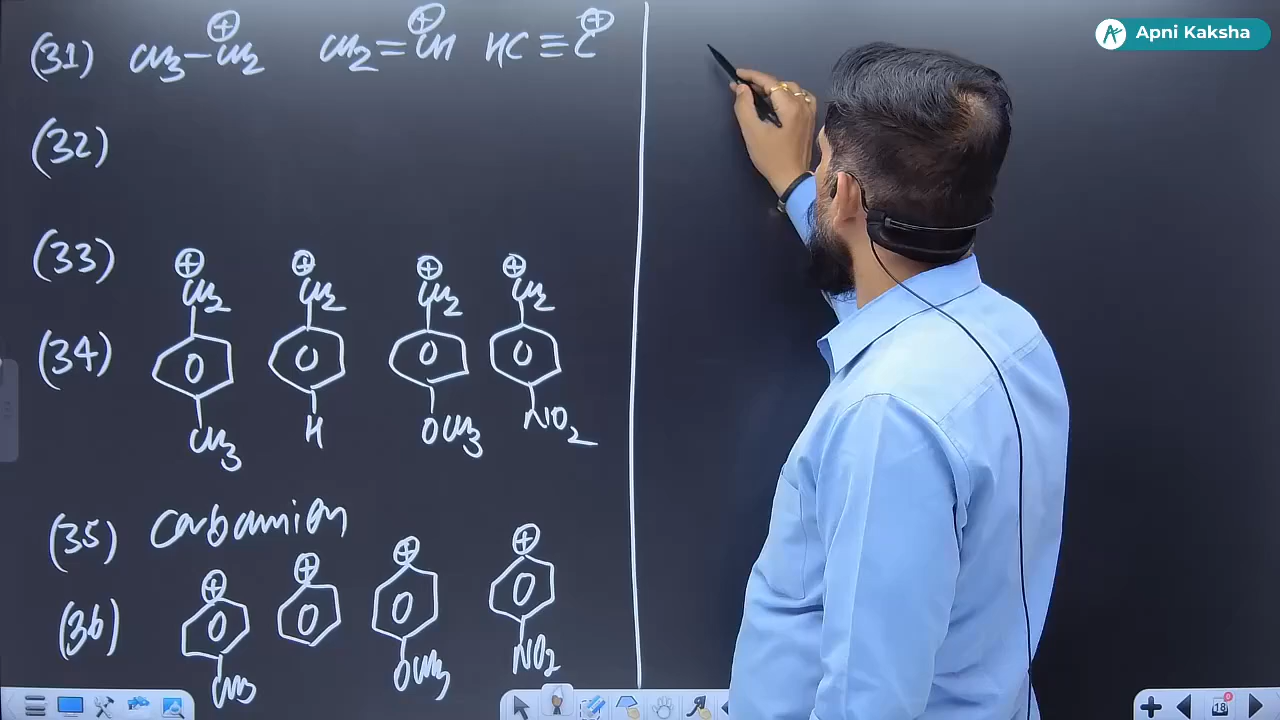 Apni Kaksha
(31) CH3-CH2 ⊕ CH2=CH ⊕ HC≡C ⊕
(32)
(33)
⊕ ⊕ ⊕ ⊕
CH2 CH2 CH2 CH2
(34)
CH3 H OCH3 NO2
(35) Carbanion
⊕ ⊕ ⊕ ⊕
(36)
CH3 OCH3 NO2
18